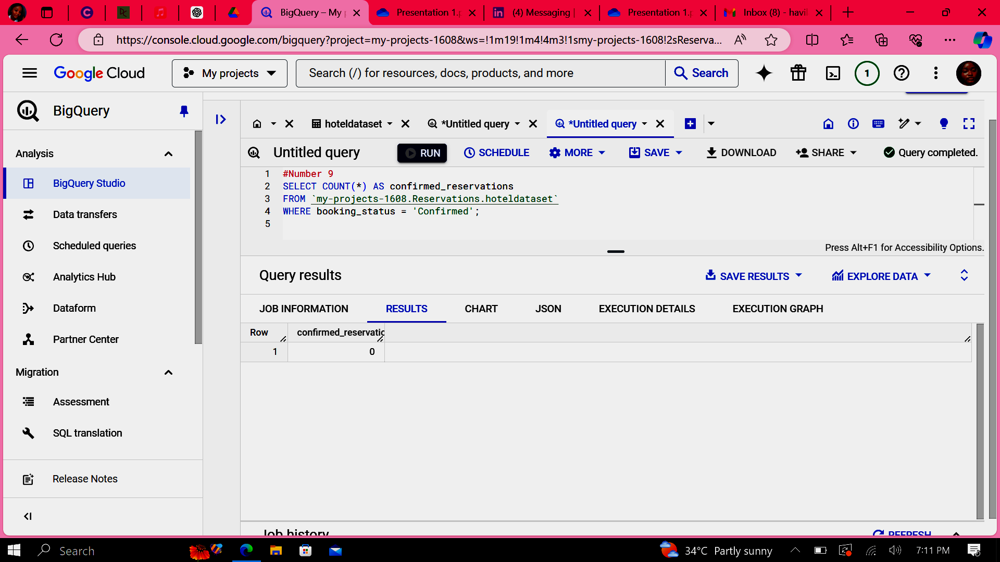 BigQuery – My p
Presentation 1.p
(4) Messaging |
Presentation 1.p
Inbox (8) - havil
https://console.cloud.google.com/bigquery?project=my-projects-1608&ws=!1m19!1m4!4m3!1smy-projects-1608!2sReserva...
Google Cloud
My projects
Search (/) for resources, docs, products, and more
Search
1
BigQuery
hoteldataset
*Untitled query
*Untitled query
Untitled query
RUN
SCHEDULE
MORE
SAVE
DOWNLOAD
SHARE
Query completed.
Analysis
BigQuery Studio
Data transfers
Scheduled queries
Analytics Hub
Dataform
Partner Center
Migration
Assessment
SQL translation
Release Notes
1 #Number 9
2 SELECT COUNT(*) AS confirmed_reservations
3 FROM `my-projects-1608.Reservations.hoteldataset`
4 WHERE booking_status = 'Confirmed';
5
Press Alt+F1 for Accessibility Options.
Query results
SAVE RESULTS
EXPLORE DATA
JOB INFORMATION
RESULTS
CHART
JSON
EXECUTION DETAILS
EXECUTION GRAPH
Row confirmed_reservatio
1 0
Job history
REFRESH
Search
34°C Partly sunny
7:11 PM